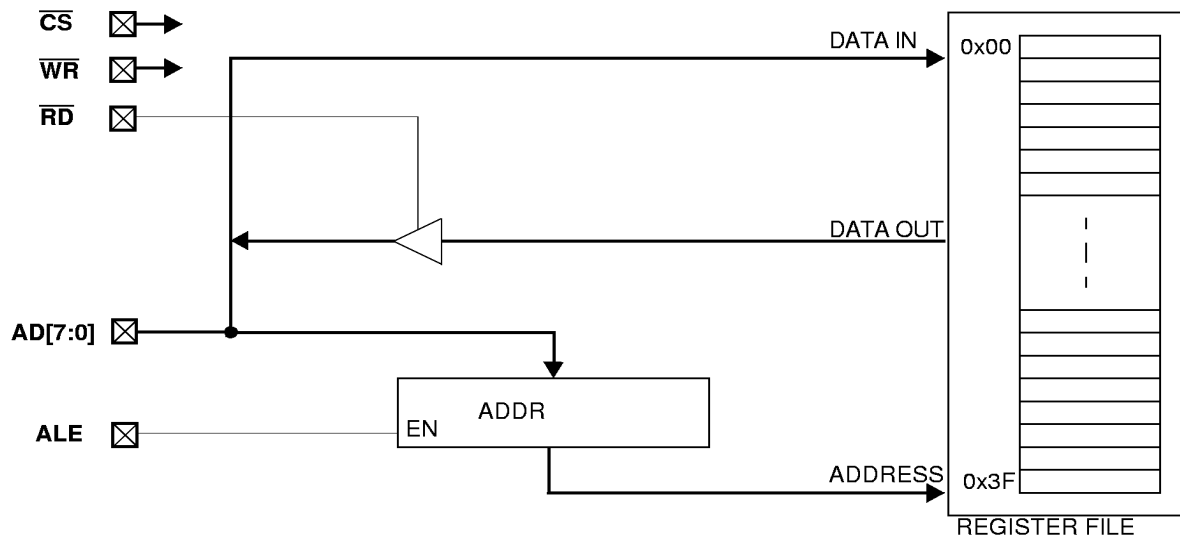 CS
WR
RD
AD[7:0]
ALE
DATA IN
DATA OUT
ADDR
EN
ADDRESS
0x00
0x3F
REGISTER FILE